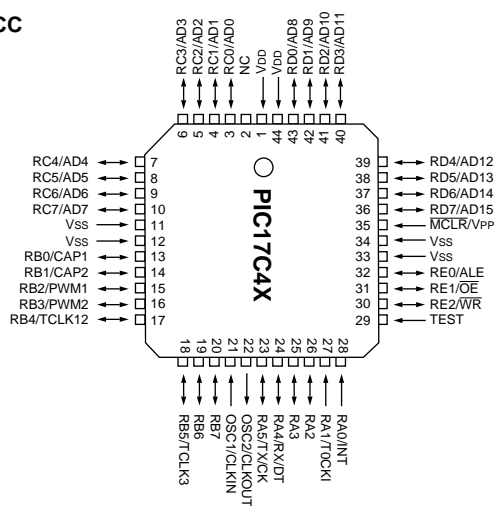 CC
RC3/AD3
RC2/AD2
RC1/AD1
RC0/AD0
NC
VDD
VDD
RD0/AD8
RD1/AD9
RD2/AD10
RD3/AD11
6 5 4 3 2 1 44 43 42 41 40
RC4/AD4 7
RC5/AD5 8
RC6/AD6 9
RC7/AD7 10
VSS 11
VSS 12
RB0/CAP1 13
RB1/CAP2 14
RB2/PWM1 15
RB3/PWM2 16
RB4/TCLK12 17
PIC17C4X
39 RD4/AD12
38 RD5/AD13
37 RD6/AD14
36 RD7/AD15
35 MCLR/VPP
34 VSS
33 VSS
32 RE0/ALE
31 RE1/OE
30 RE2/WR
29 TEST
18 19 20 21 22 23 24 25 26 27 28
RB5/TCLK3
RB6
RB7
OSC1/CLKIN
OSC2/CLKOUT
RA5/TX/CK
RA4/RX/DT
RA3
RA2
RA1/T0CKI
RA0/INT